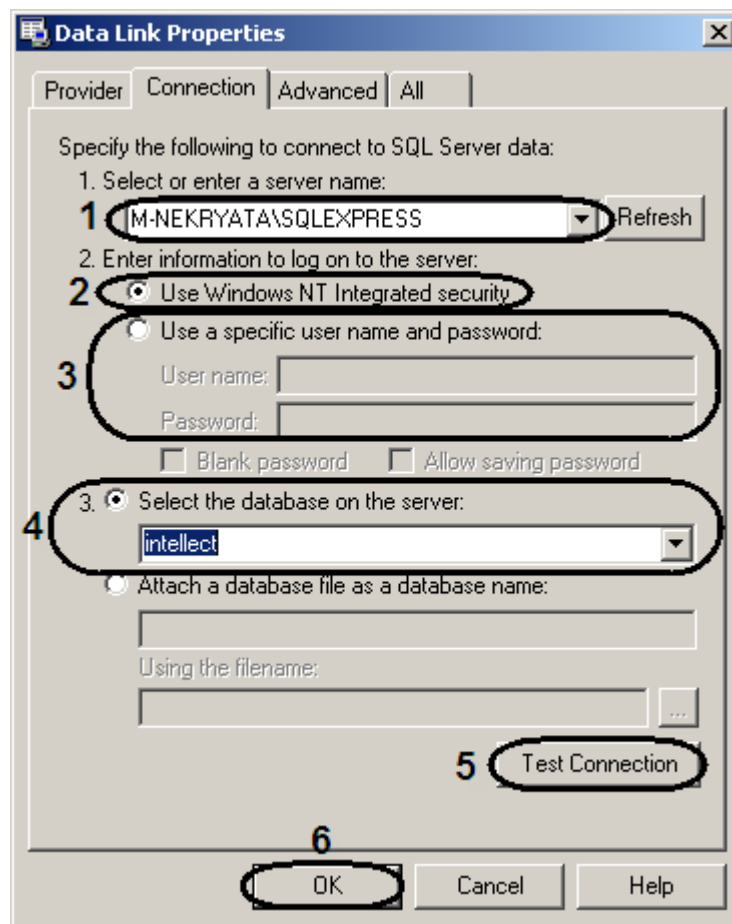 Data Link Properties
Provider Connection Advanced All
Specify the following to connect to SQL Server data:
1. Select or enter a server name:
1 M-NEKRYATA\SQLEXPRESS Refresh
2. Enter information to log on to the server:
2 Use Windows NT Integrated security
Use a specific user name and password:
3 User name:
Password:
Blank password Allow saving password
3. Select the database on the server:
4 intellect
Attach a database file as a database name:
Using the filename:
...
5 Test Connection
6
OK Cancel Help